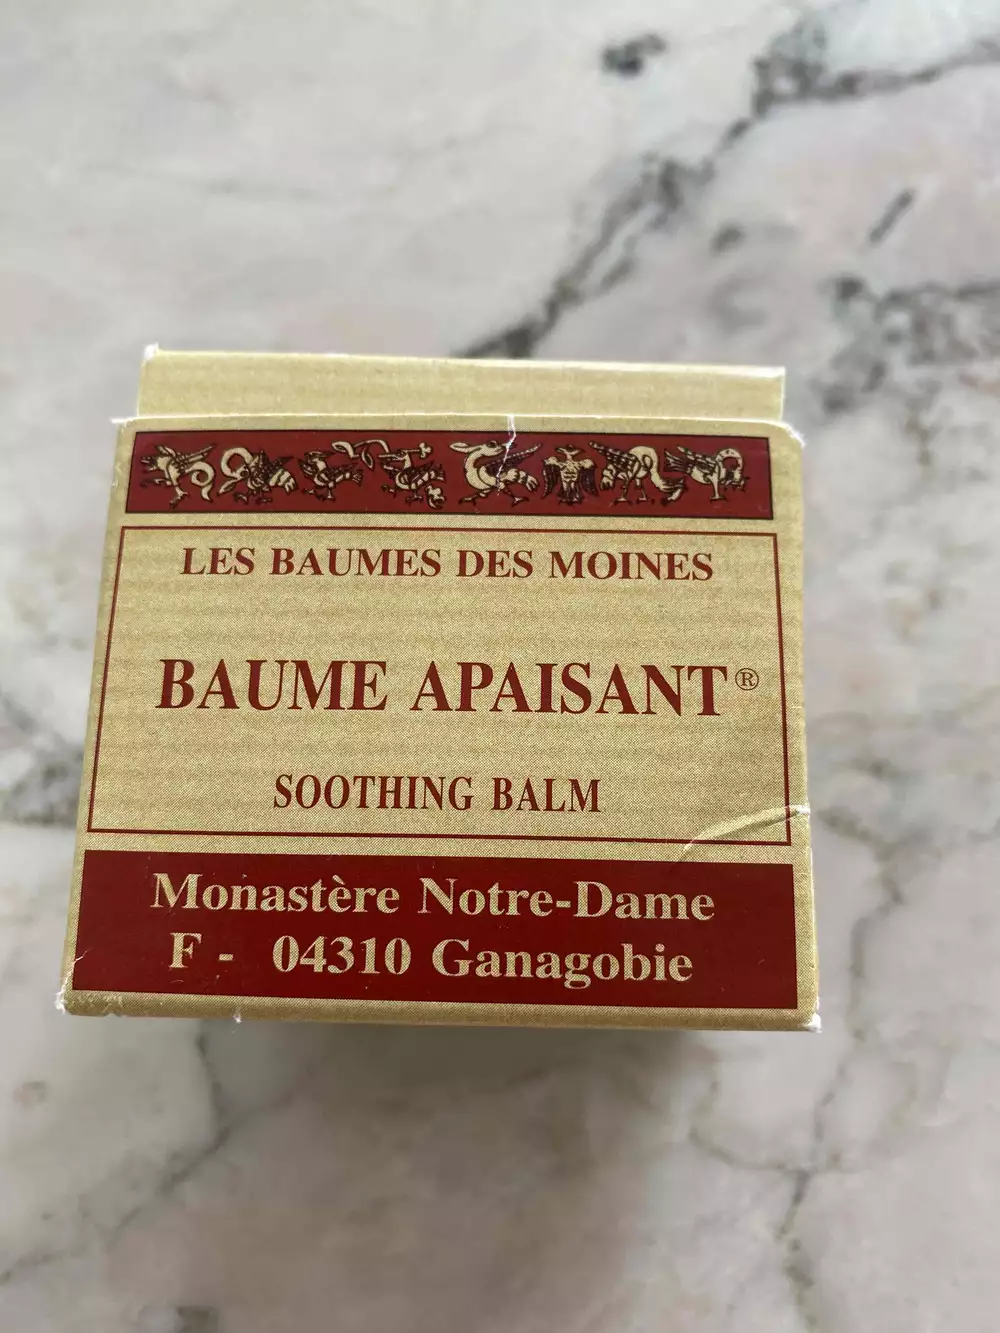 LES BAUMES DES MOINES
BAUME APAISANT®
SOOTHING BALM
Monastère Notre-Dame
F - 04310 Ganagobie